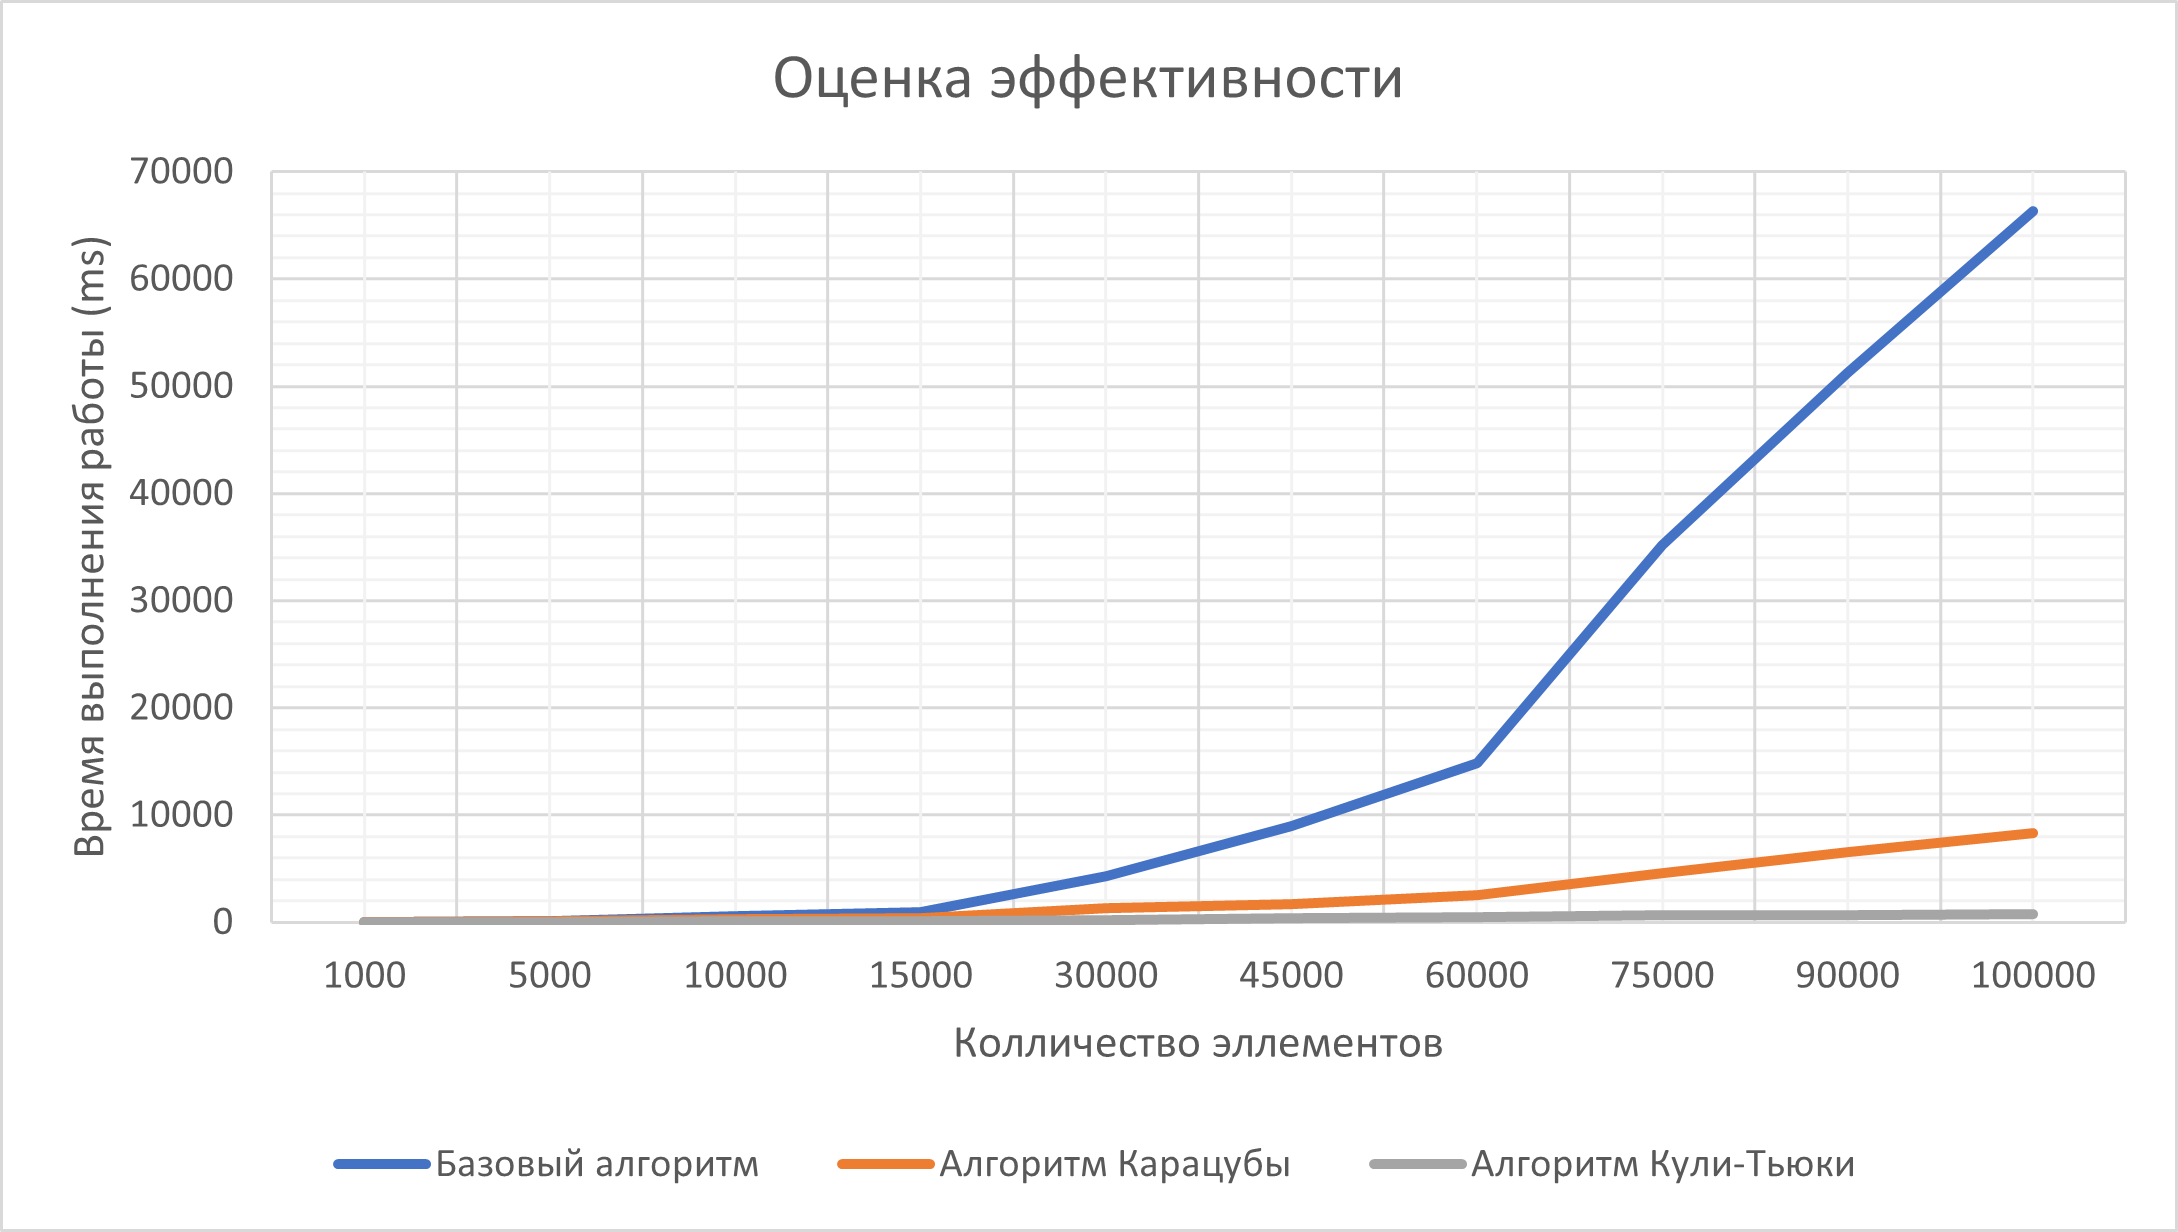 Оценка эффективности
Время выполнения работы (ms)
70000
60000
50000
40000
30000
20000
10000
0
1000 5000 10000 15000 30000 45000 60000 75000 90000 100000
Колличество эллементов
Базовый алгоритм Алгоритм Карацубы Алгоритм Кули-Тьюки